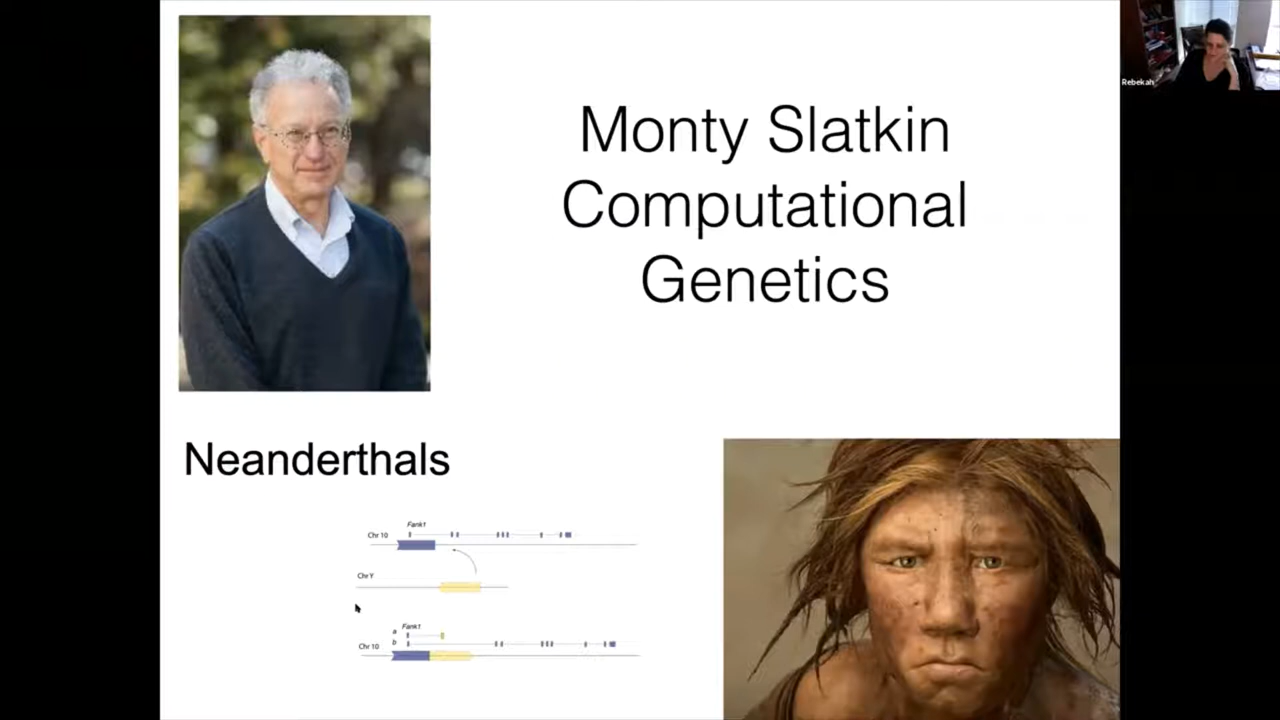 Rebekah
Monty Slatkin
Computational
Genetics
Neanderthals
Fank1
Chr 10
Chr Y
Fank1
a
b
Chr 10